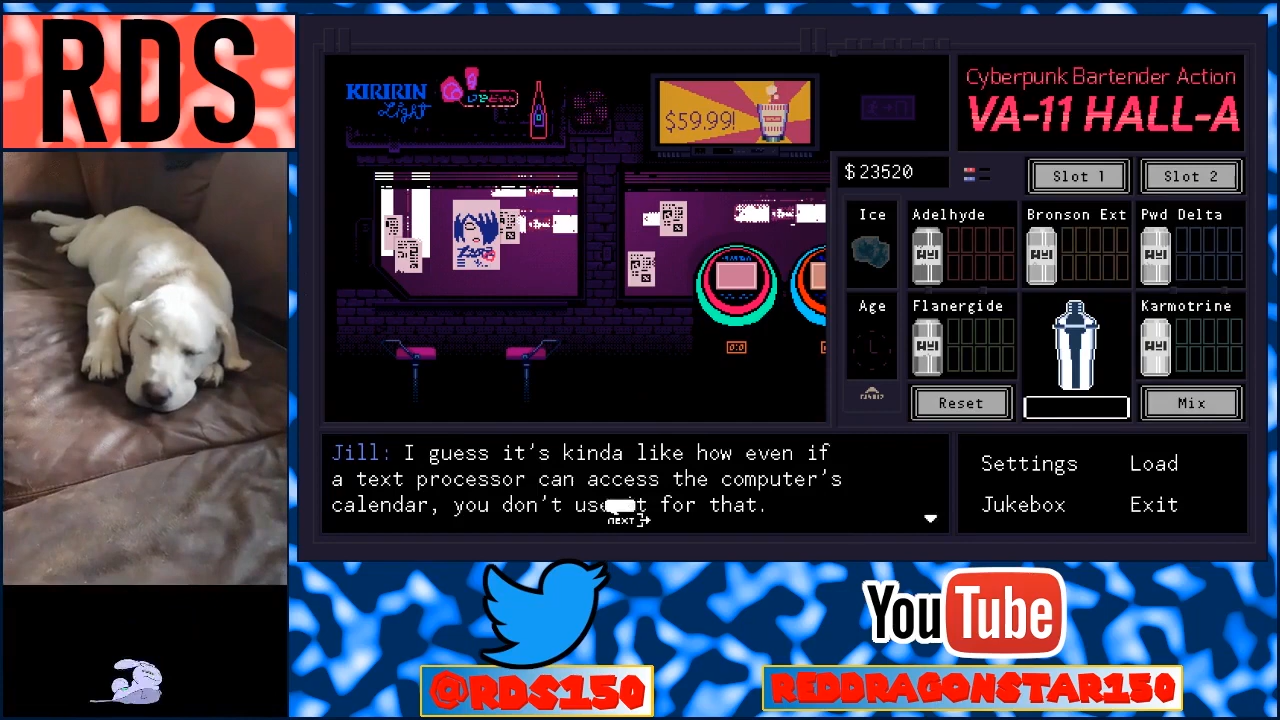 RDS
KIRIRIN
Light
$59.99!
Cyberpunk Bartender Action
VA-11 HALL-A
$ 23520
Slot 1
Slot 2
Ice
Adelhyde
Bronson Ext
Pwd Delta
Age
Flanergide
Karmotrine
Reset
Mix
Jill: I guess it's kinda like how even if
a text processor can access the computer's
calendar, you don't use it for that.
NEXT
Settings
Load
Jukebox
Exit
YouTube
@RDS150
REDDRAGONSTAR150